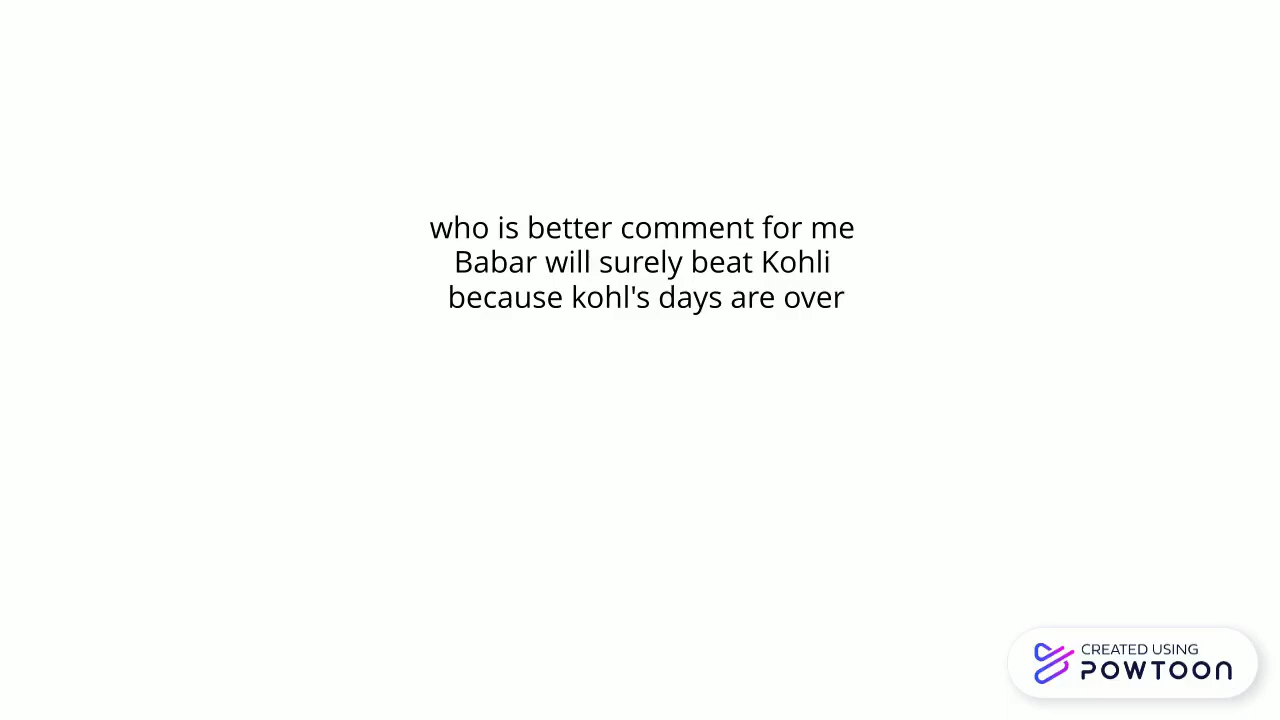 who is better comment for me
Babar will surely beat Kohli
because kohl's days are over
CREATED USING
POWTOON